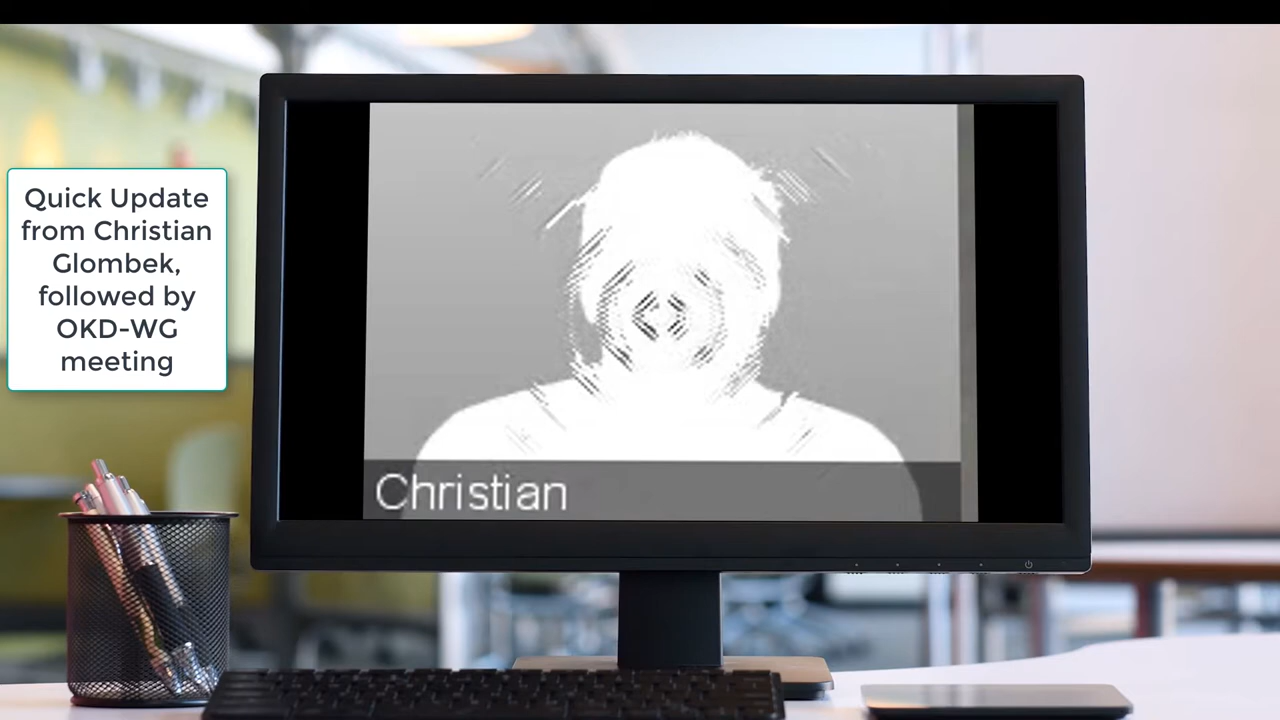 Quick Update
from Christian
Glombek,
followed by
OKD-WG
meeting
Christian